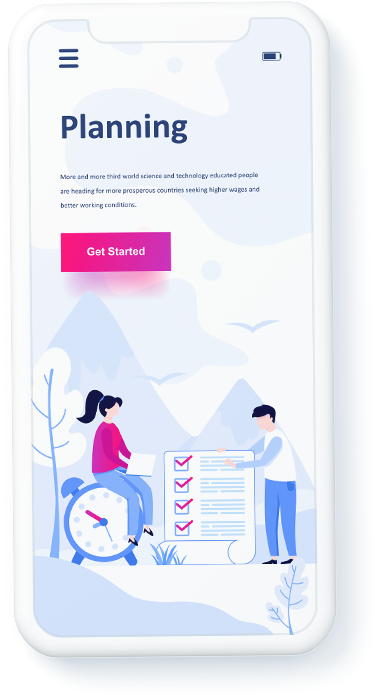 Planning
More and more third world science and technology educated people
are heading for more prosperous countries seeking higher wages and
better working conditions.
Get Started